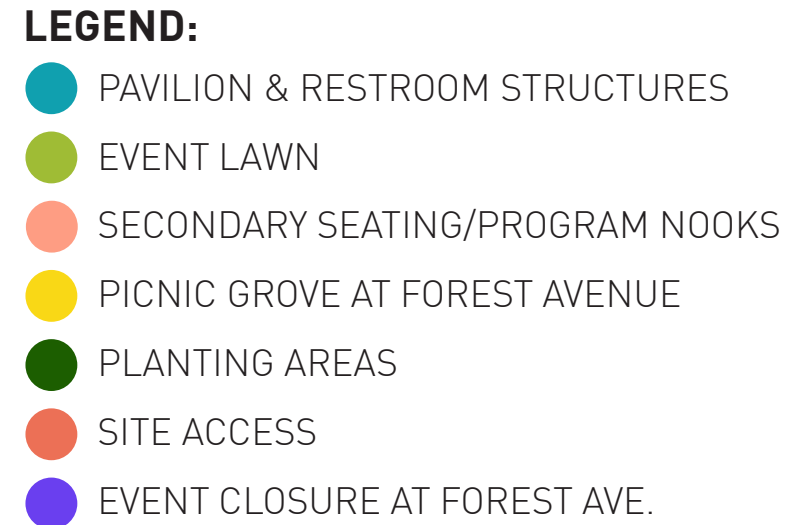 LEGEND:
PAVILION & RESTROOM STRUCTURES
EVENT LAWN
SECONDARY SEATING/PROGRAM NOOKS
PICNIC GROVE AT FOREST AVENUE
PLANTING AREAS
SITE ACCESS
EVENT CLOSURE AT FOREST AVE.